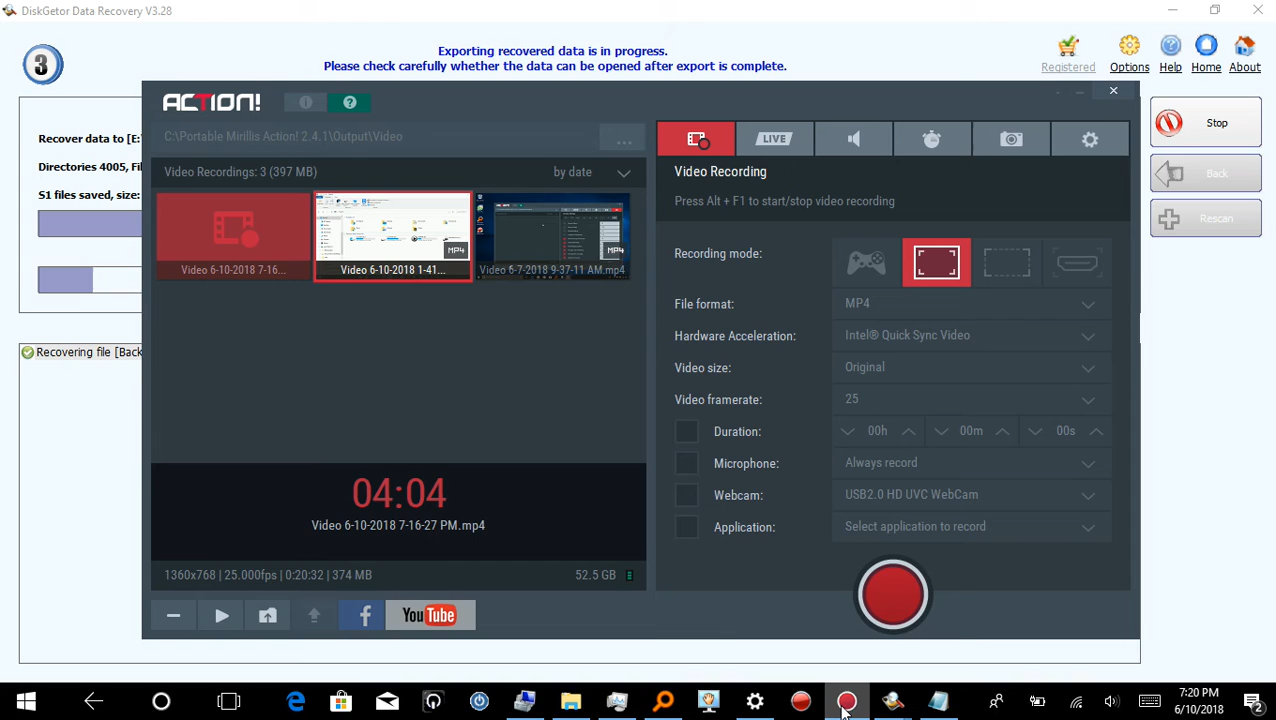 DiskGetor Data Recovery V3.28
Exporting recovered data is in progress.
Please check carefully whether the data can be opened after export is complete.
3
Registered
Options
Help
Home
About
Recover data to [E:
Directories 4005, Fil
S1 files saved, size:
Recovering file [Back
Stop
Back
Rescan
ACTION!
C:\Portable Mirillis Action! 2.4.1\Output\Video
...
Video Recordings: 3 (397 MB)
by date
Video 6-10-2018 7-16...
MP4
Video 6-10-2018 1-41...
MP4
Video 6-7-2018 9-37-11 AM.mp4
04:04
Video 6-10-2018 7-16-27 PM.mp4
1360x768 | 25.000fps | 0:20:32 | 374 MB
52.5 GB
YouTube
LIVE
Video Recording
Press Alt + F1 to start/stop video recording
Recording mode:
File format:
MP4
Hardware Acceleration:
Intel® Quick Sync Video
Video size:
Original
Video framerate:
25
Duration:
00h
00m
00s
Microphone:
Always record
Webcam:
USB2.0 HD UVC WebCam
Application:
Select application to record
7:20 PM
6/10/2018
2